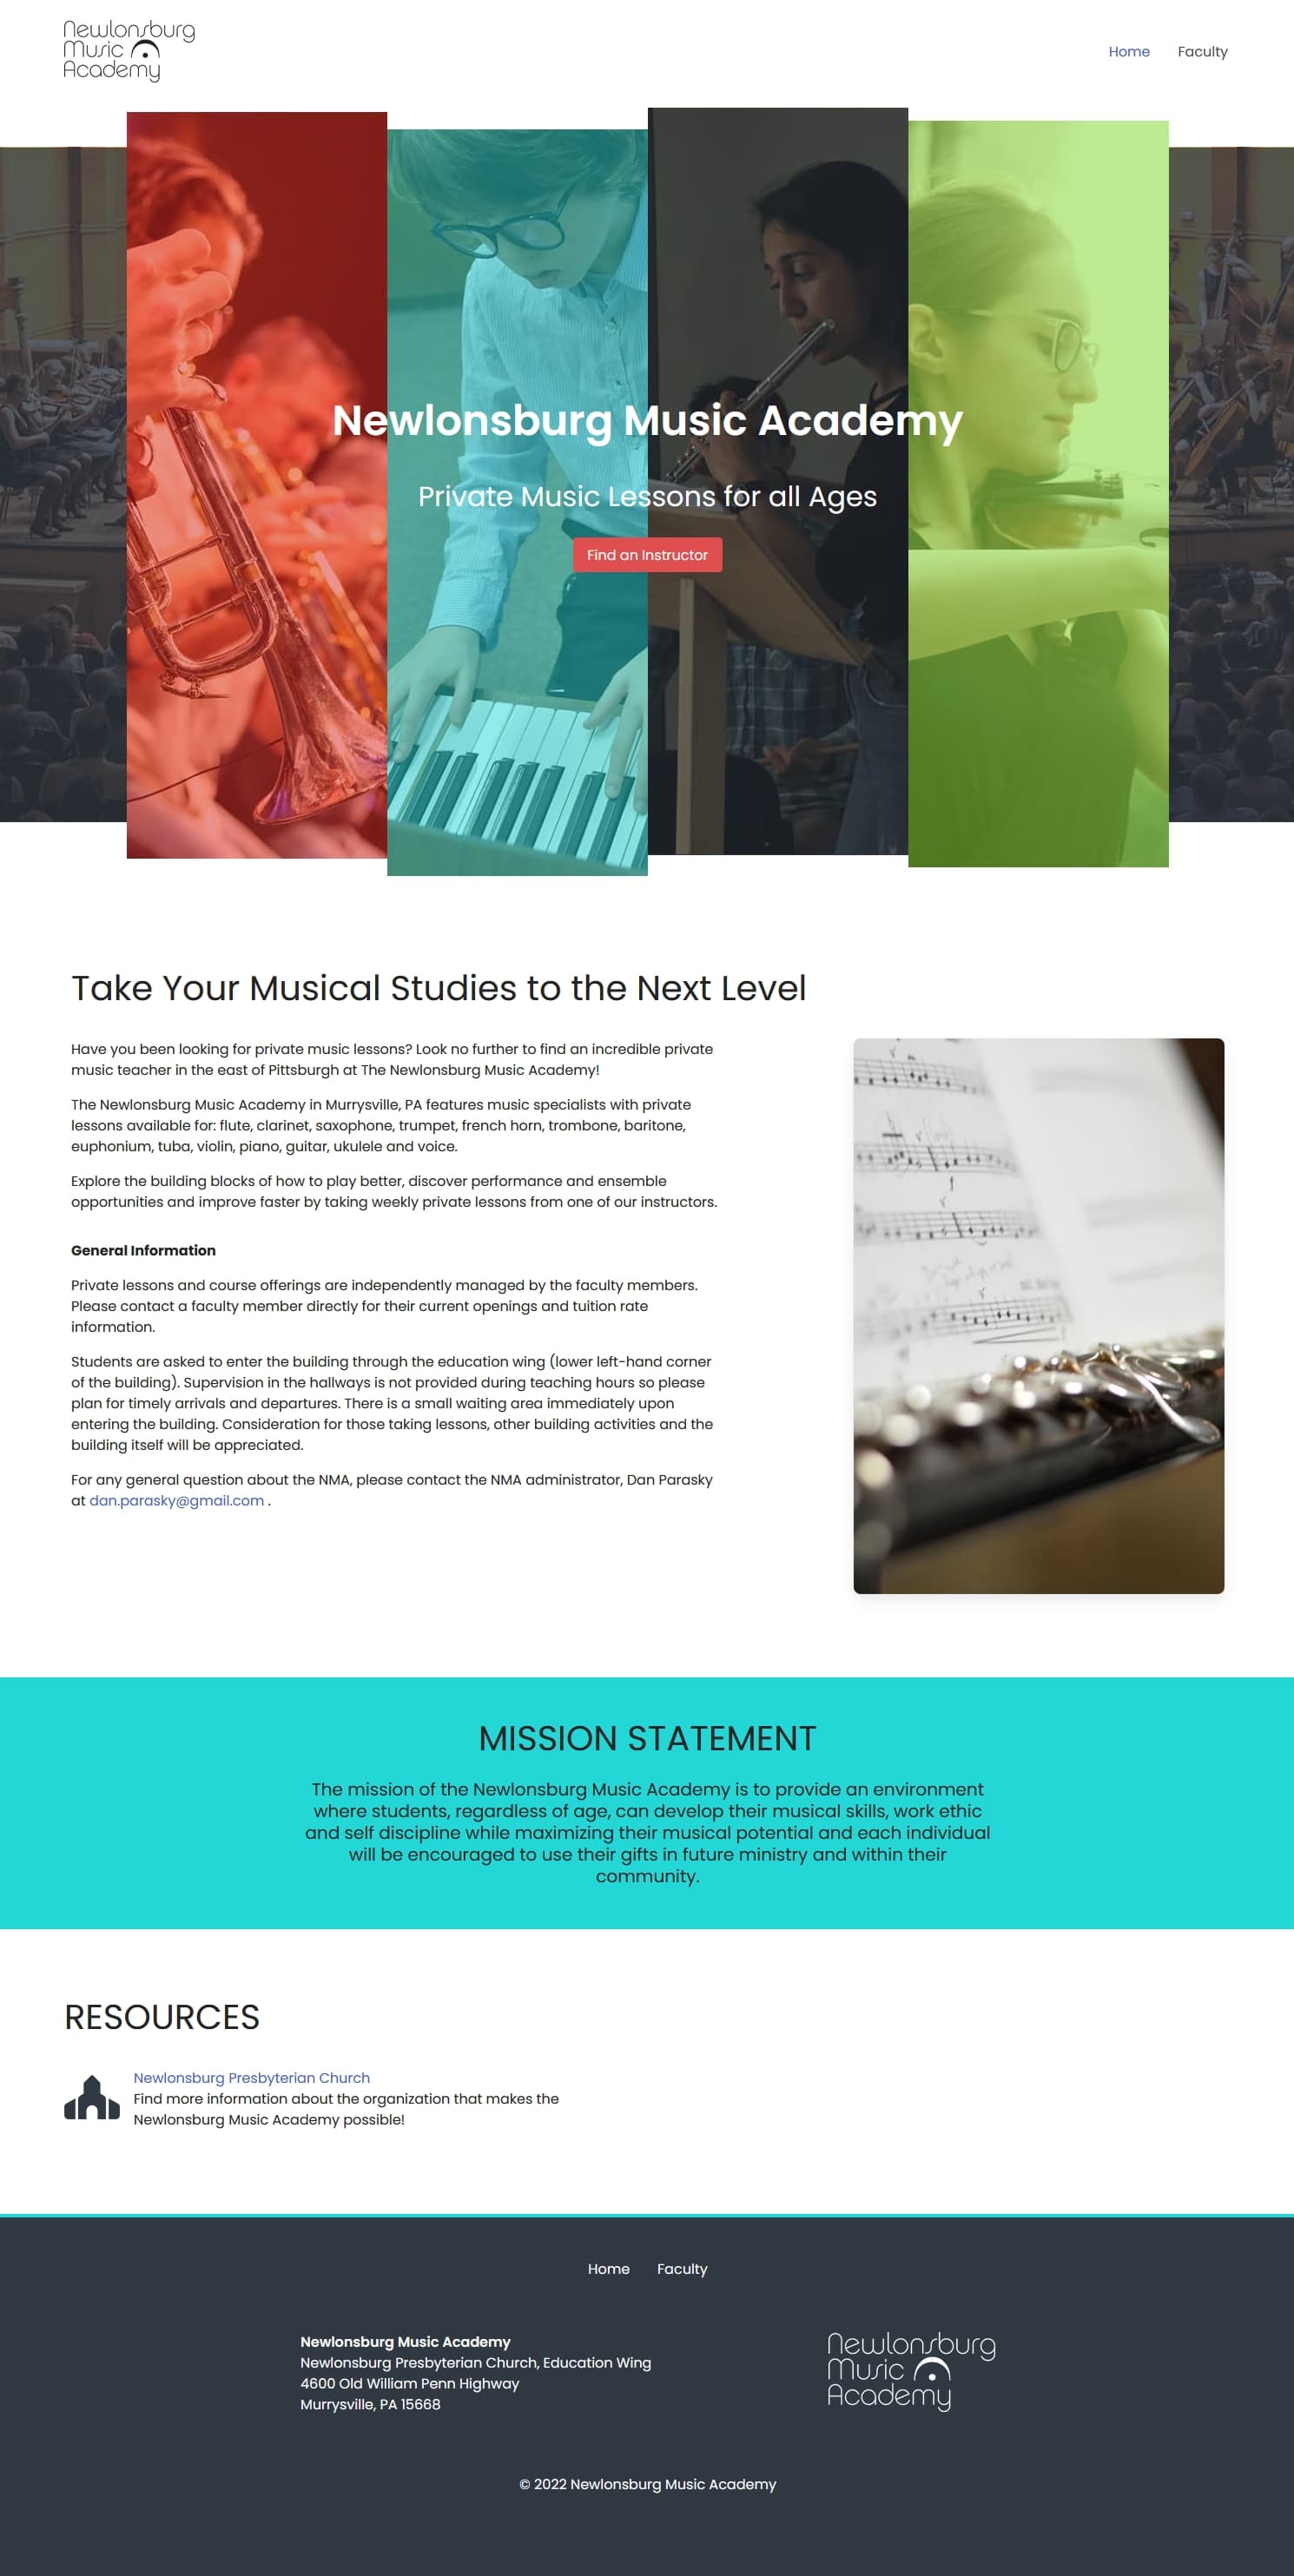 Newlonsburg
Music
Academy
Home Faculty
Newlonsburg Music Academy
Private Music Lessons for all Ages
Find an Instructor
Take Your Musical Studies to the Next Level
Have you been looking for private music lessons? Look no further to find an incredible private
music teacher in the east of Pittsburgh at The Newlonsburg Music Academy!
The Newlonsburg Music Academy in Murrysville, PA features music specialists with private
lessons available for: flute, clarinet, saxophone, trumpet, french horn, trombone, baritone,
euphonium, tuba, violin, piano, guitar, ukulele and voice.
Explore the building blocks of how to play better, discover performance and ensemble
opportunities and improve faster by taking weekly private lessons from one of our instructors.
General Information
Private lessons and course offerings are independently managed by the faculty members.
Please contact a faculty member directly for their current openings and tuition rate
information.
Students are asked to enter the building through the education wing (lower left-hand corner
of the building). Supervision in the hallways is not provided during teaching hours so please
plan for timely arrivals and departures. There is a small waiting area immediately upon
entering the building. Consideration for those taking lessons, other building activities and the
building itself will be appreciated.
For any general question about the NMA, please contact the NMA administrator, Dan Parasky
at dan.parasky@gmail.com .
MISSION STATEMENT
The mission of the Newlonsburg Music Academy is to provide an environment
where students, regardless of age, can develop their musical skills, work ethic
and self discipline while maximizing their musical potential and each individual
will be encouraged to use their gifts in future ministry and within their
community.
RESOURCES
Newlonsburg Presbyterian Church
Find more information about the organization that makes the
Newlonsburg Music Academy possible!
Home Faculty
Newlonsburg Music Academy
Newlonsburg Presbyterian Church, Education Wing
4600 Old William Penn Highway
Murrysville, PA 15668
Newlonsburg
Music
Academy
© 2022 Newlonsburg Music Academy